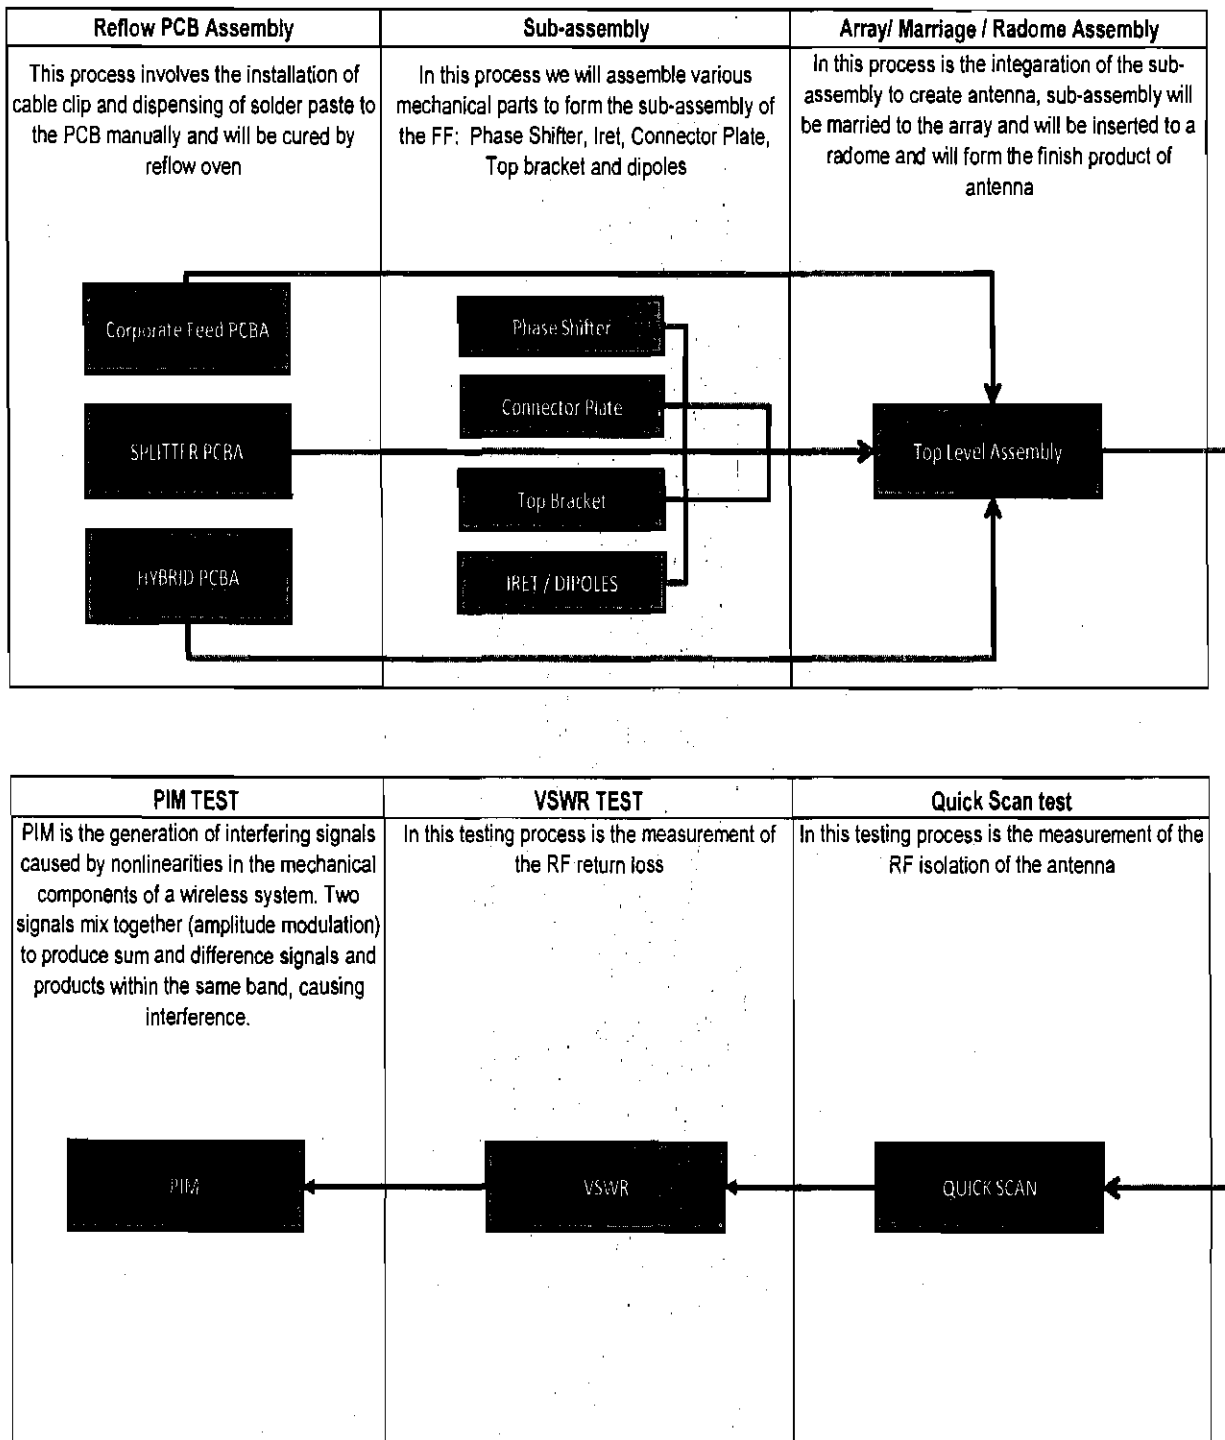 Reflow PCB Assembly
This process involves the installation of
cable clip and dispensing of solder paste to
the PCB manually and will be cured by
reflow oven
Sub-assembly
In this process we will assemble various
mechanical parts to form the sub-assembly of
the FF: Phase Shifter, Iret, Connector Plate,
Top bracket and dipoles
Array/ Marriage / Radome Assembly
In this process is the integaration of the sub-
assembly to create antenna, sub-assembly will
be married to the array and will be inserted to a
radome and will form the finish product of
antenna
Corporate Feed PCBA
SPLITTER PCBA
HYBRID PCBA
Phase Shifter
Connector Plate
Top Bracket
IRET / DIPOLES
Top Level Assembly
PIM TEST
PIM is the generation of interfering signals
caused by nonlinearities in the mechanical
components of a wireless system. Two
signals mix together (amplitude modulation)
to produce sum and difference signals and
products within the same band, causing
interference.
VSWR TEST
In this testing process is the measurement of
the RF return loss
Quick Scan test
In this testing process is the measurement of the
RF isolation of the antenna
PIM
VSWR
QUICK SCAN